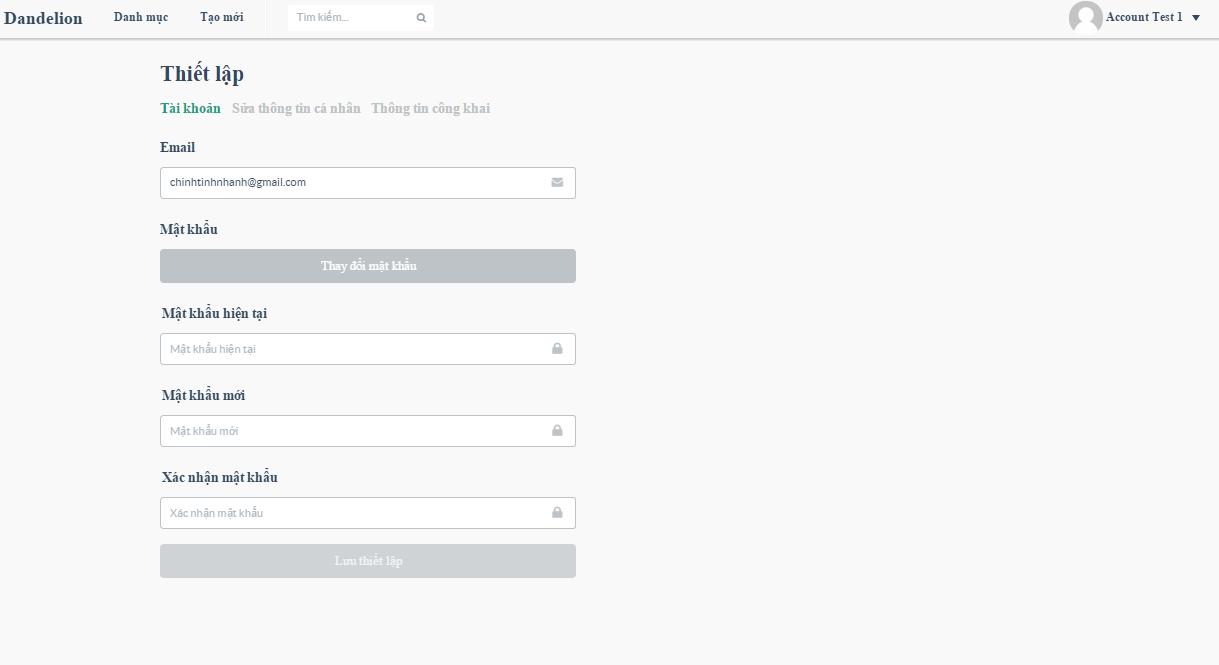 Dandelion Danh mục Tạo mới Tìm kiếm... Account Test 1
Thiết lập
Tài khoản Sửa thông tin cá nhân Thông tin công khai
Email
chinhtinhnhanh@gmail.com
Mật khẩu
Thay đổi mật khẩu
Mật khẩu hiện tại
Mật khẩu hiện tại
Mật khẩu mới
Mật khẩu mới
Xác nhận mật khẩu
Xác nhận mật khẩu
Lưu thiết lập